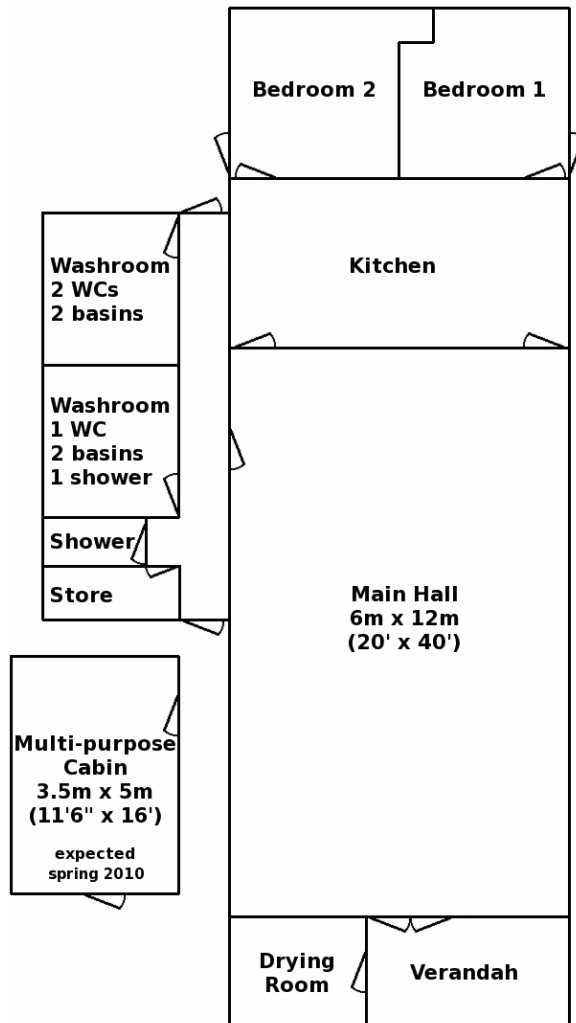 Bedroom 2
Bedroom 1
Kitchen
Washroom
2 WCs
2 basins
Washroom
1 WC
2 basins
1 shower
Shower
Store
Main Hall
6m x 12m
(20' x 40')
Multi-purpose
Cabin
3.5m x 5m
(11'6" x 16')
expected
spring 2010
Drying
Room
Verandah